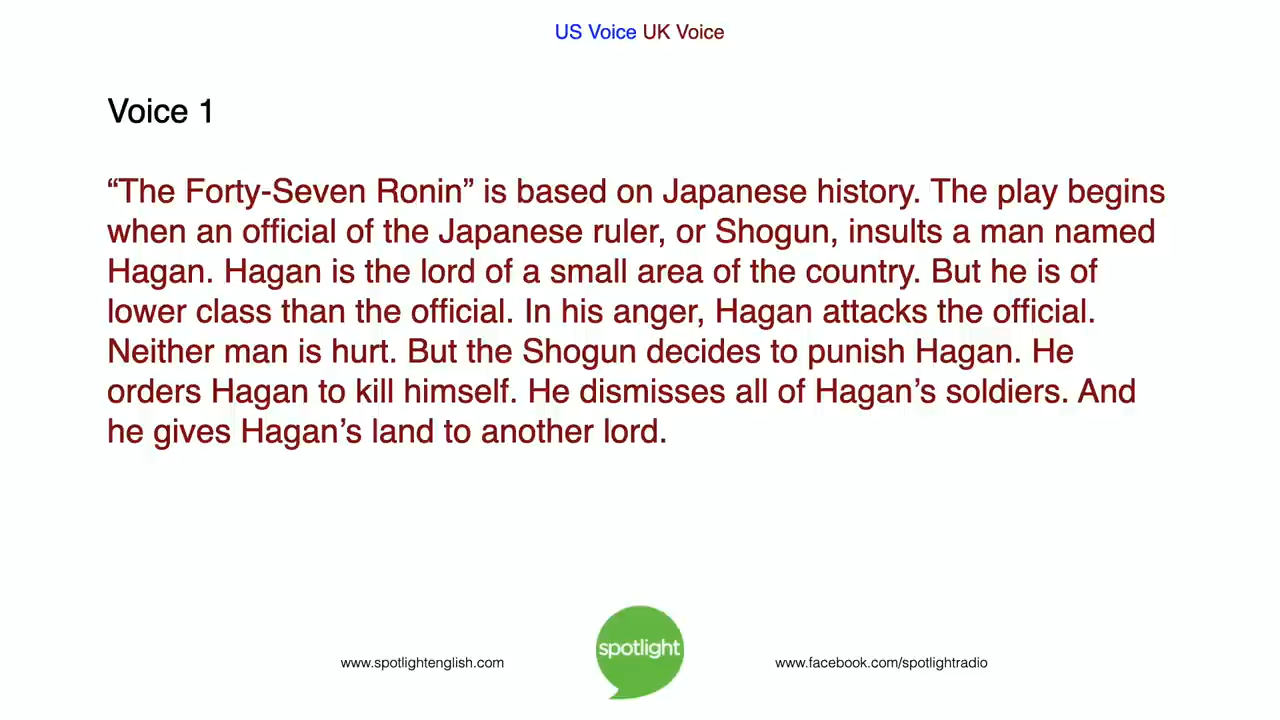 US Voice UK Voice
Voice 1
“The Forty-Seven Ronin” is based on Japanese history. The play begins
when an official of the Japanese ruler, or Shogun, insults a man named
Hagan. Hagan is the lord of a small area of the country. But he is of
lower class than the official. In his anger, Hagan attacks the official.
Neither man is hurt. But the Shogun decides to punish Hagan. He
orders Hagan to kill himself. He dismisses all of Hagan’s soldiers. And
he gives Hagan’s land to another lord.
www.spotlightenglish.com
spotlight
www.facebook.com/spotlightradio